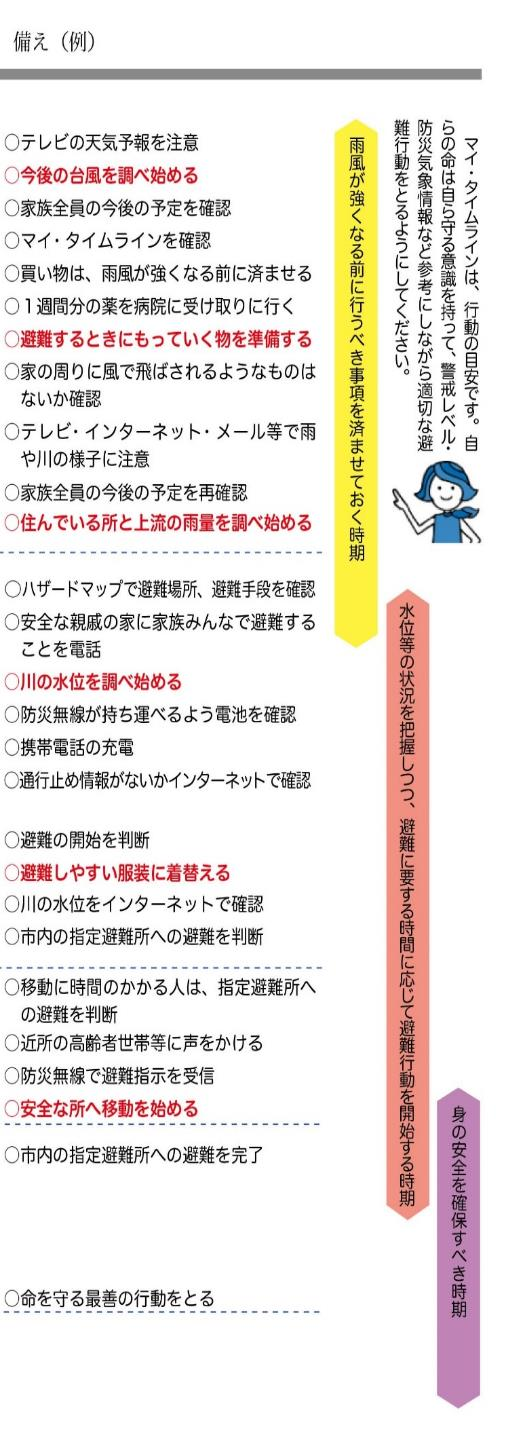 備え（例）
○テレビの天気予報を注意
○今後の台風を調べ始める
○家族全員の今後の予定を確認
○マイ・タイムラインを確認
○買い物は、雨風が強くなる前に済ませる
○１週間分の薬を病院に受け取りに行く
○避難するときにもっていく物を準備する
○家の周りに風で飛ばされるようなものは
ないか確認
○テレビ・インターネット・メール等で雨
や川の様子に注意
○家族全員の今後の予定を再確認
○住んでいる所と上流の雨量を調べ始める
○ハザードマップで避難場所、避難手段を確認
○安全な親戚の家に家族みんなで避難する
ことを電話
○川の水位を調べ始める
○防災無線が持ち運べるよう電池を確認
○携帯電話の充電
○通行止め情報がないかインターネットで確認
○避難の開始を判断
○避難しやすい服装に着替える
○川の水位をインターネットで確認
○市内の指定避難所への避難を判断
○移動に時間のかかる人は、指定避難所へ
の避難を判断
○近所の高齢者世帯等に声をかける
○防災無線で避難指示を受信
○安全な所へ移動を始める
○市内の指定避難所への避難を完了
○命を守る最善の行動をとる
マイ・タイムラインは、行動の目安です。自
らの命は自ら守る意識を持って、警戒レベル・
防災気象情報など参考にしながら適切な避
難行動をとるようにしてください。
雨風が強くなる前に行うべき事項を済ませておく時期
水位等の状況を把握しつつ、避難に要する時間に応じて避難行動を開始する時期
身の安全を確保すべき時期